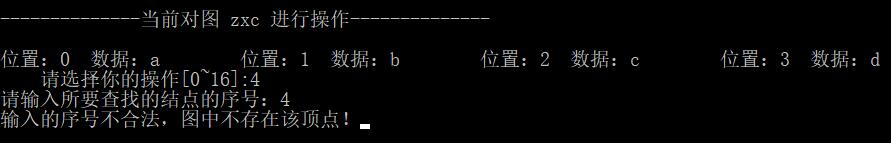 --------------当前对图 zxc 进行操作--------------
位置：0  数据：a        位置：1  数据：b        位置：2  数据：c        位置：3  数据：d
请选择你的操作[0~16]:4
请输入所要查找的结点的序号：4
输入的序号不合法，图中不存在该顶点！